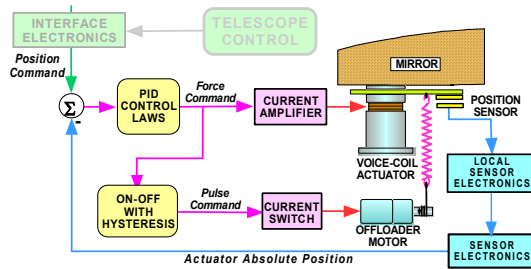 INTERFACE
ELECTRONICS
TELESCOPE
CONTROL
Position
Command
MIRROR
Σ
-
PID
CONTROL
LAWS
Force
Command
CURRENT
AMPLIFIER
POSITION
SENSOR
VOICE-COIL
ACTUATOR
LOCAL
SENSOR
ELECTRONICS
ON-OFF
WITH
HYSTERESIS
Pulse
Command
CURRENT
SWITCH
OFFLOADER
MOTOR
SENSOR
ELECTRONICS
Actuator Absolute Position